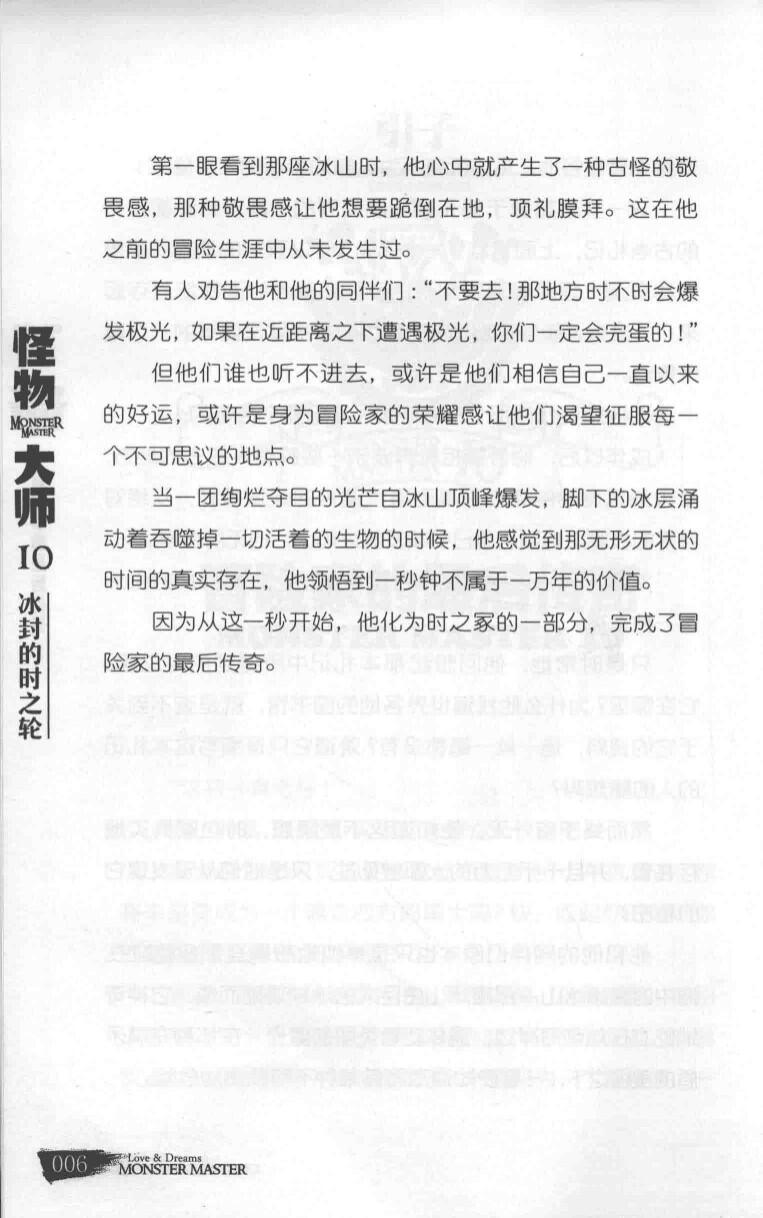 第一眼看到那座冰山时，他心中就产生了一种古怪的敬
畏感，那种敬畏感让他想要跪倒在地，顶礼膜拜。这在他
之前的冒险生涯中从未发生过。
有人劝告他和他的同伴们：“不要去！那地方时不时会爆
发极光，如果在近距离之下遭遇极光，你们一定会完蛋的！”
但他们谁也听不进去，或许是他们相信自己一直以来
的好运，或许是身为冒险家的荣耀感让他们渴望征服每一
个不可思议的地点。
当一团绚烂夺目的光芒自冰山顶峰爆发，脚下的冰层涌
动着吞噬掉一切活着的生物的时候，他感觉到那无形无状的
时间的真实存在，他领悟到一秒钟不属于一万年的价值。
因为从这一秒开始，他化为时之冢的一部分，完成了冒
险家的最后传奇。
怪物
MONSTER
MASTER
大师
10
冰封的时之轮
006
Love & Dreams
MONSTER MASTER